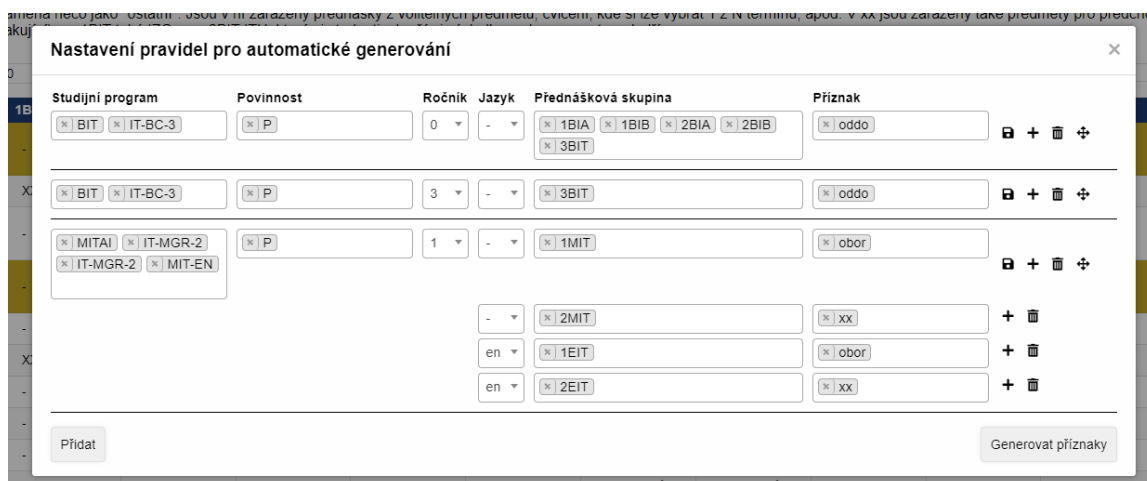 Nastavení pravidel pro automatické generování ×
Studijní program Povinnost Ročník Jazyk Přednášková skupina Příznak
× BIT × IT-BC-3 × P 0 - × 1BIA × 1BIB × 2BIA × 2BIB × oddo
× 3BIT
× BIT × IT-BC-3 × P 3 - × 3BIT × oddo
× MITAI × IT-MGR-2 × P 1 - × 1MIT × obor
× IT-MGR-2 × MIT-EN
- × 2MIT × xx
en × 1EIT × obor
en × 2EIT × xx
Přidat Generovat příznaky